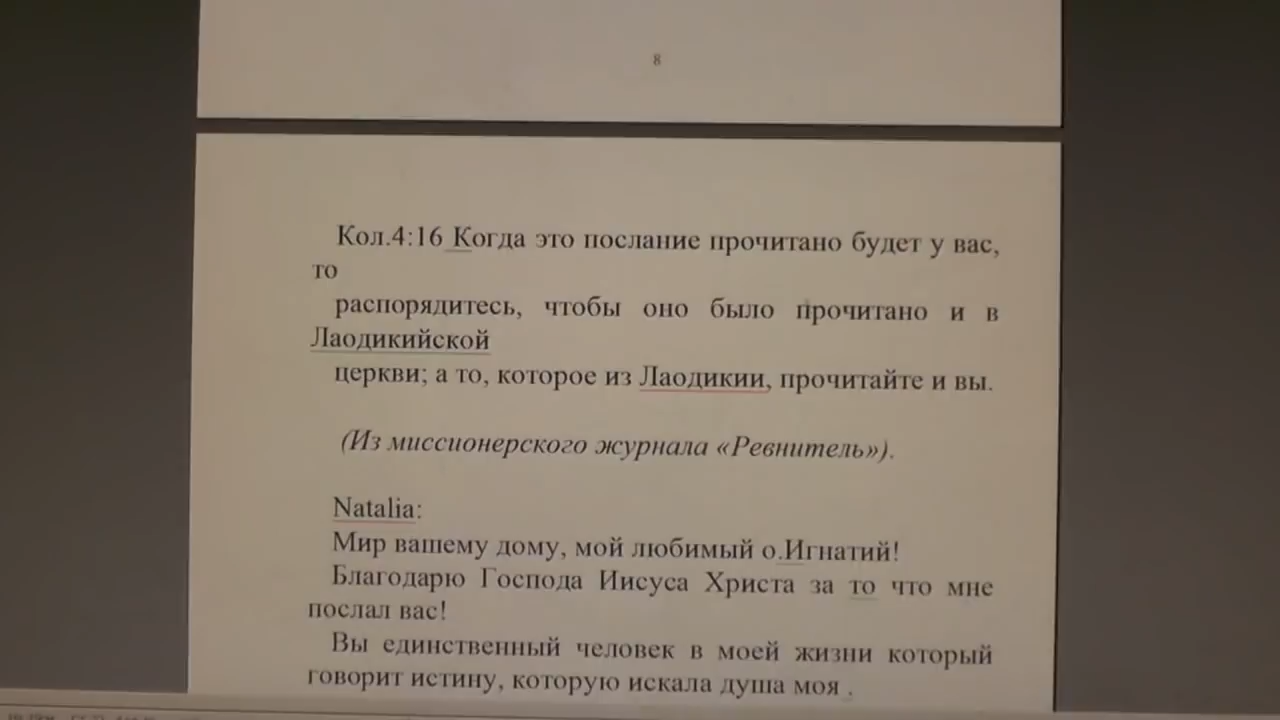 8
Кол.4:16 Когда это послание прочитано будет у вас,
то
распорядитесь, чтобы оно было прочитано и в
Лаодикийской
церкви; а то, которое из Лаодикии, прочитайте и вы.
(Из миссионерского журнала «Ревнитель»).
Natalia:
Мир вашему дому, мой любимый о.Игнатий!
Благодарю Господа Иисуса Христа за то что мне
послал вас!
Вы единственный человек в моей жизни который
говорит истину, которую искала душа моя .